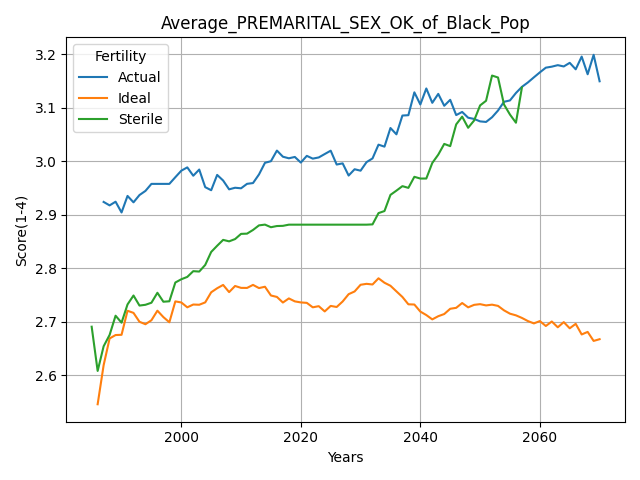 Average_PREMARITAL_SEX_OK_of_Black_Pop
Score(1-4)
3.2
3.1
3.0
2.9
2.8
2.7
2.6
Fertility
Actual
Ideal
Sterile
2000
2020
2040
2060
Years